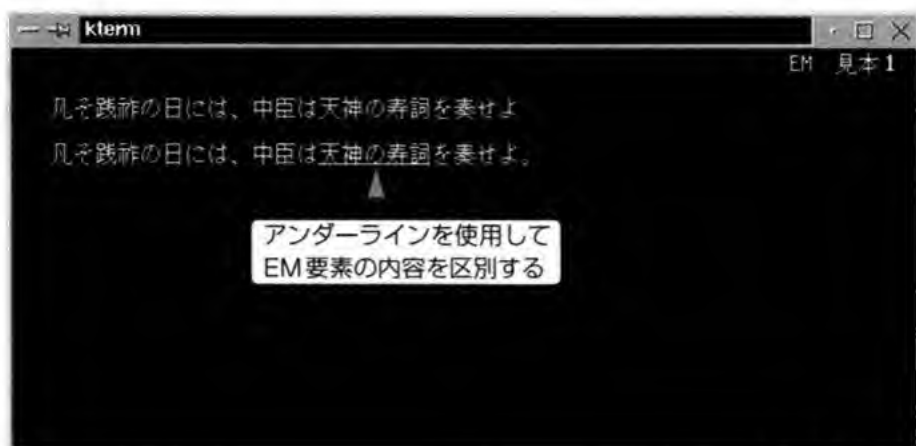 kterm
EM 見本1
凡そ践祚の日には、中臣は天神の寿詞を奏せよ
凡そ践祚の日には、中臣は天神の寿詞を奏せよ。
アンダーラインを使用して
EM要素の内容を区別する